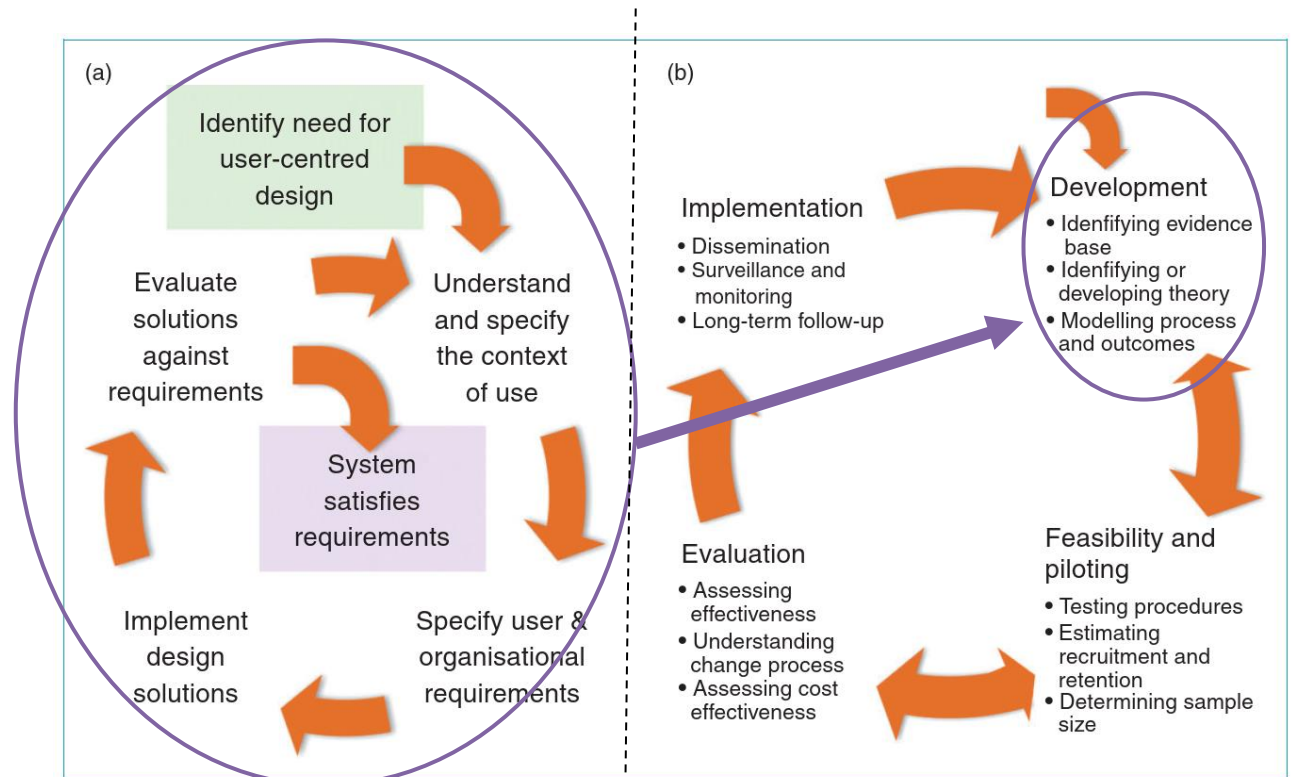 (a)
Identify need for
user-centred
design
Evaluate
solutions
against
requirements
Understand
and specify
the context
of use
System
satisfies
requirements
Implement
design
solutions
Specify user &
organisational
requirements
(b)
Implementation
• Dissemination
• Surveillance and
monitoring
• Long-term follow-up
Development
• Idenfifying evidence
base
• Idenfifying or
developing theory
• Modelling process
and outcomes
Evaluation
• Assessing
effectiveness
• Understanding
change process
• Assessing cost
effectiveness
Feasibility and
piloting
• Testing procedures
• Estimating
recruitment and
retention
• Determining sample
size